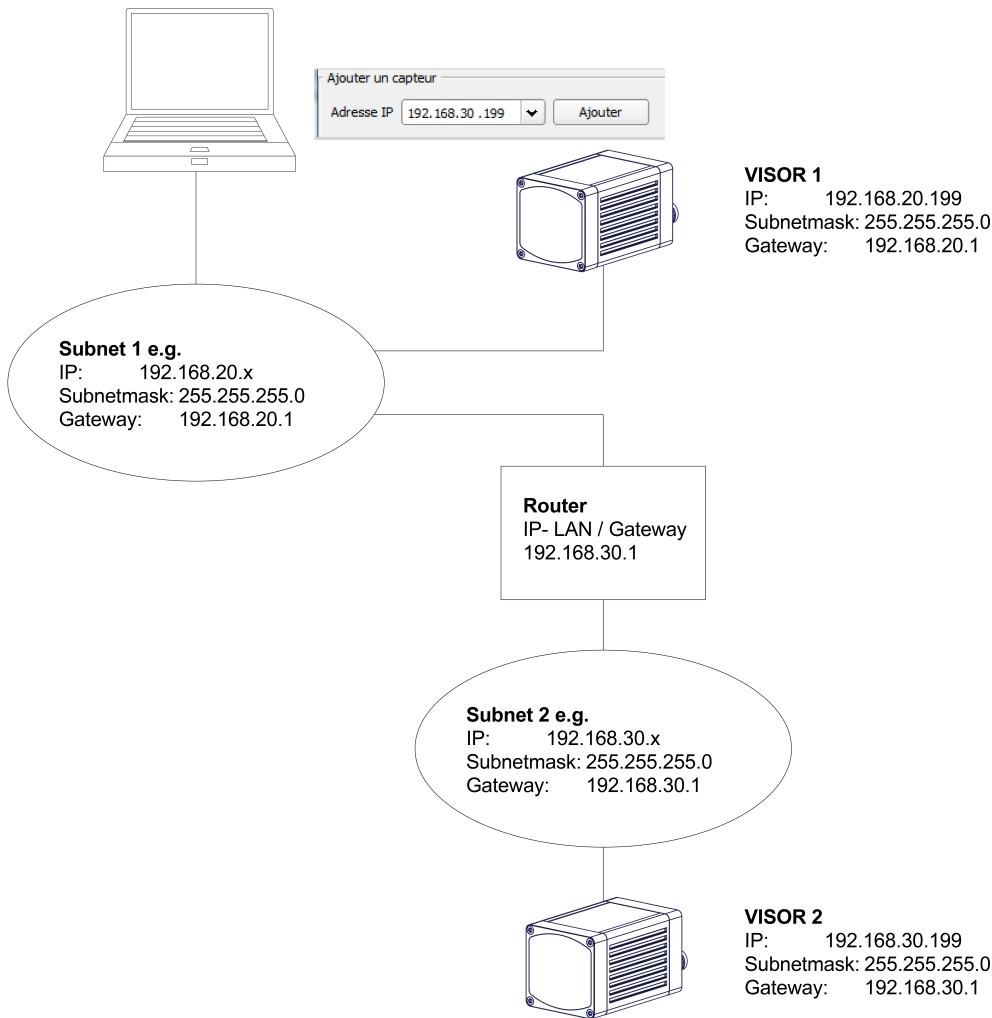 Ajouter un capteur
Adresse IP 192.168.30 .199 Ajouter
VISOR 1
IP: 192.168.20.199
Subnetmask: 255.255.255.0
Gateway: 192.168.20.1
Subnet 1 e.g.
IP: 192.168.20.x
Subnetmask: 255.255.255.0
Gateway: 192.168.20.1
Router
IP- LAN / Gateway
192.168.30.1
Subnet 2 e.g.
IP: 192.168.30.x
Subnetmask: 255.255.255.0
Gateway: 192.168.30.1
VISOR 2
IP: 192.168.30.199
Subnetmask: 255.255.255.0
Gateway: 192.168.30.1